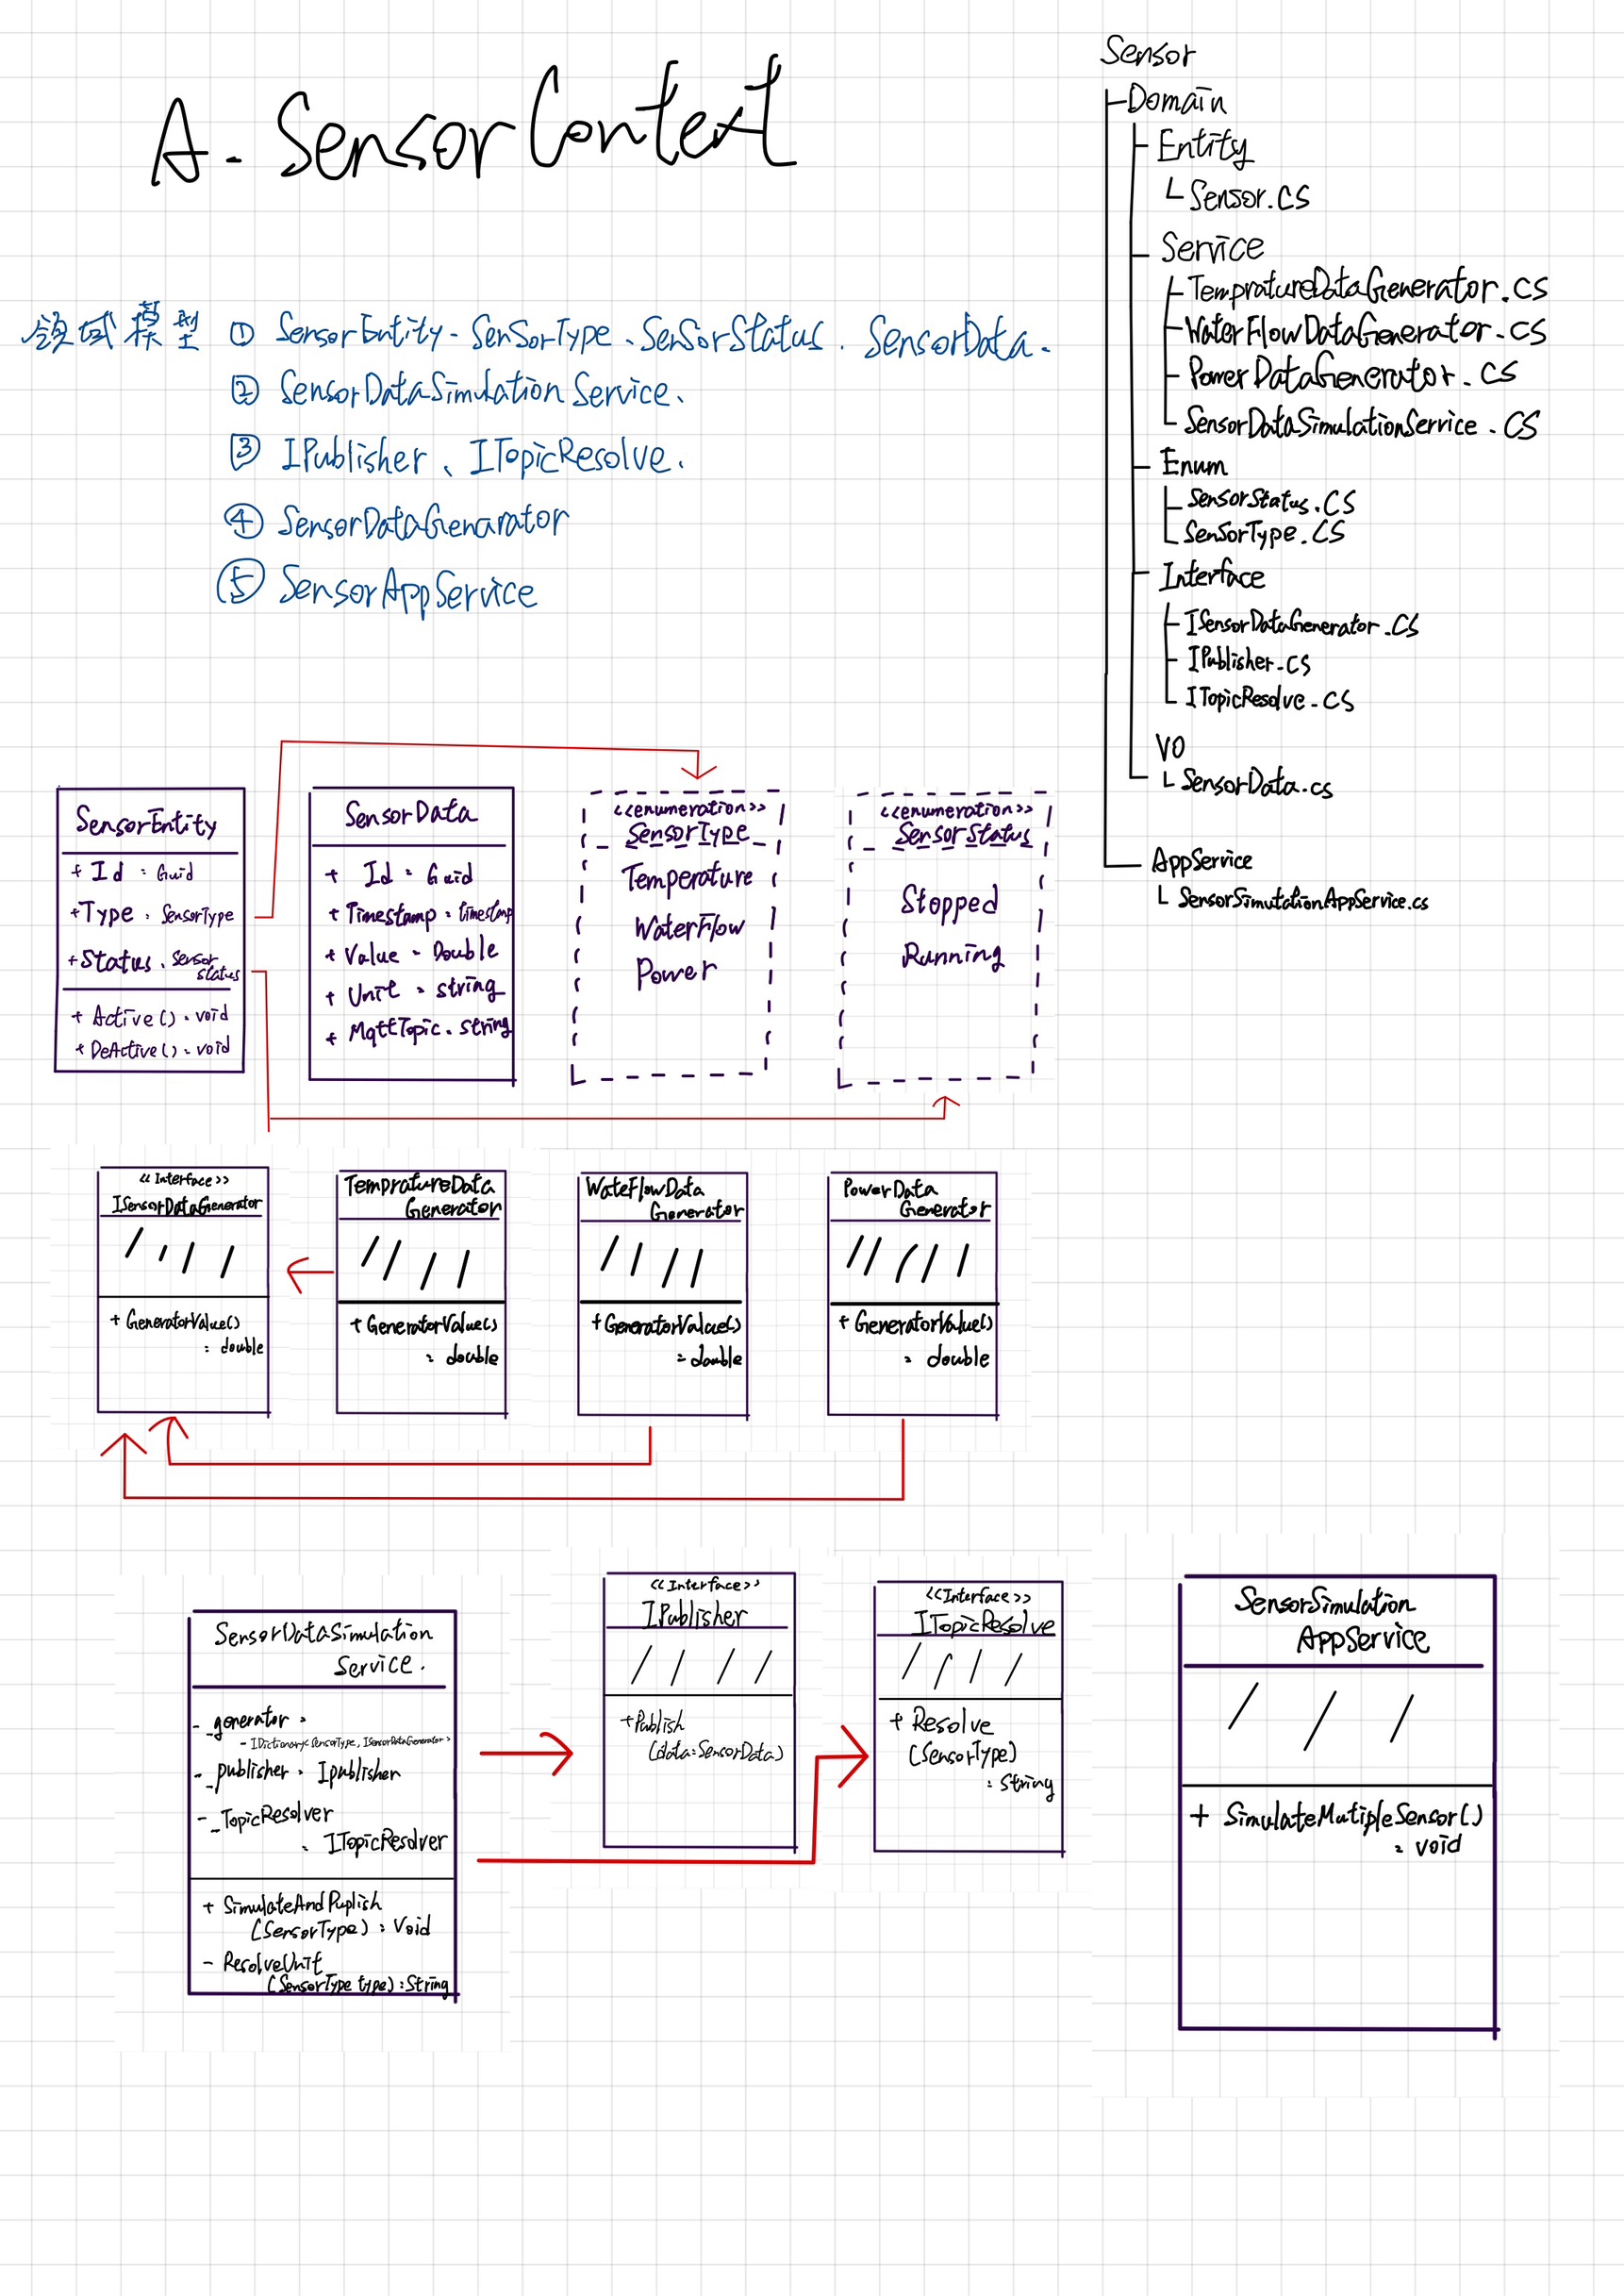 A. SensorContext
領域模型 ① SensorEntity - SensorType、SensorStatus. SensorData.
② SensorDataSimulation Service、
③ IPublisher、ITopicResolve.
④ SensorDataGenarator
⑤ SensorAppService
Sensor
Domain
Entity
Sensor.cs
Service
TempratureDataGenerator.cs
WaterFlowDataGenerator.cs
PowerDataGenerator.cs
SensorDataSimulationService.cs
Enum
SensorStatus.cs
SensorType.cs
Interface
ISensorDataGenerator.cs
IPublisher.cs
ITopicResolve.cs
VO
SensorData.cs
AppService
SensorSimutationAppService.cs
SensorEntity
+ Id : Guid
+Type : SensorType
+Status : Sensor
status
+ Active() : void
+ DeActive() : void
SensorData
+ Id : Guid
+ Timestamp : timestamp
+ Value : Double
+ Unit : string
+ MqttTopic : string
<<enumeration>>
SensorType
Temperature
WaterFlow
Power
<<enumeration>>
SensorStatus
Stopped
Running
<<Interface>>
ISensorDataGenerator
+ GeneratorValue()
: double
TempratureData
Generator
+ GeneratorValue()
: double
WateFlowData
Generator
+ GeneratorValue()
: double
PowerData
Generator
+ GeneratorValue()
: double
SensorDataSimulation
Service.
- _generator :
- IDictionary<SensorType, ISensorDataGenerator>
- _publisher : Ipublisher
- _TopicResolver
: ITopicResolver
+ SimulateAndPuplish
(SensorType) : Void
- ResolveUnit
(SensorType type) : String
<<Interface>>
IPublisher
+Publish
(data:SensorData)
<<Interface>>
ITopicResolve
+ Resolve
(SensorType)
: String
SensorSimulation
AppService
+ SimulateMutipleSensor()
: void